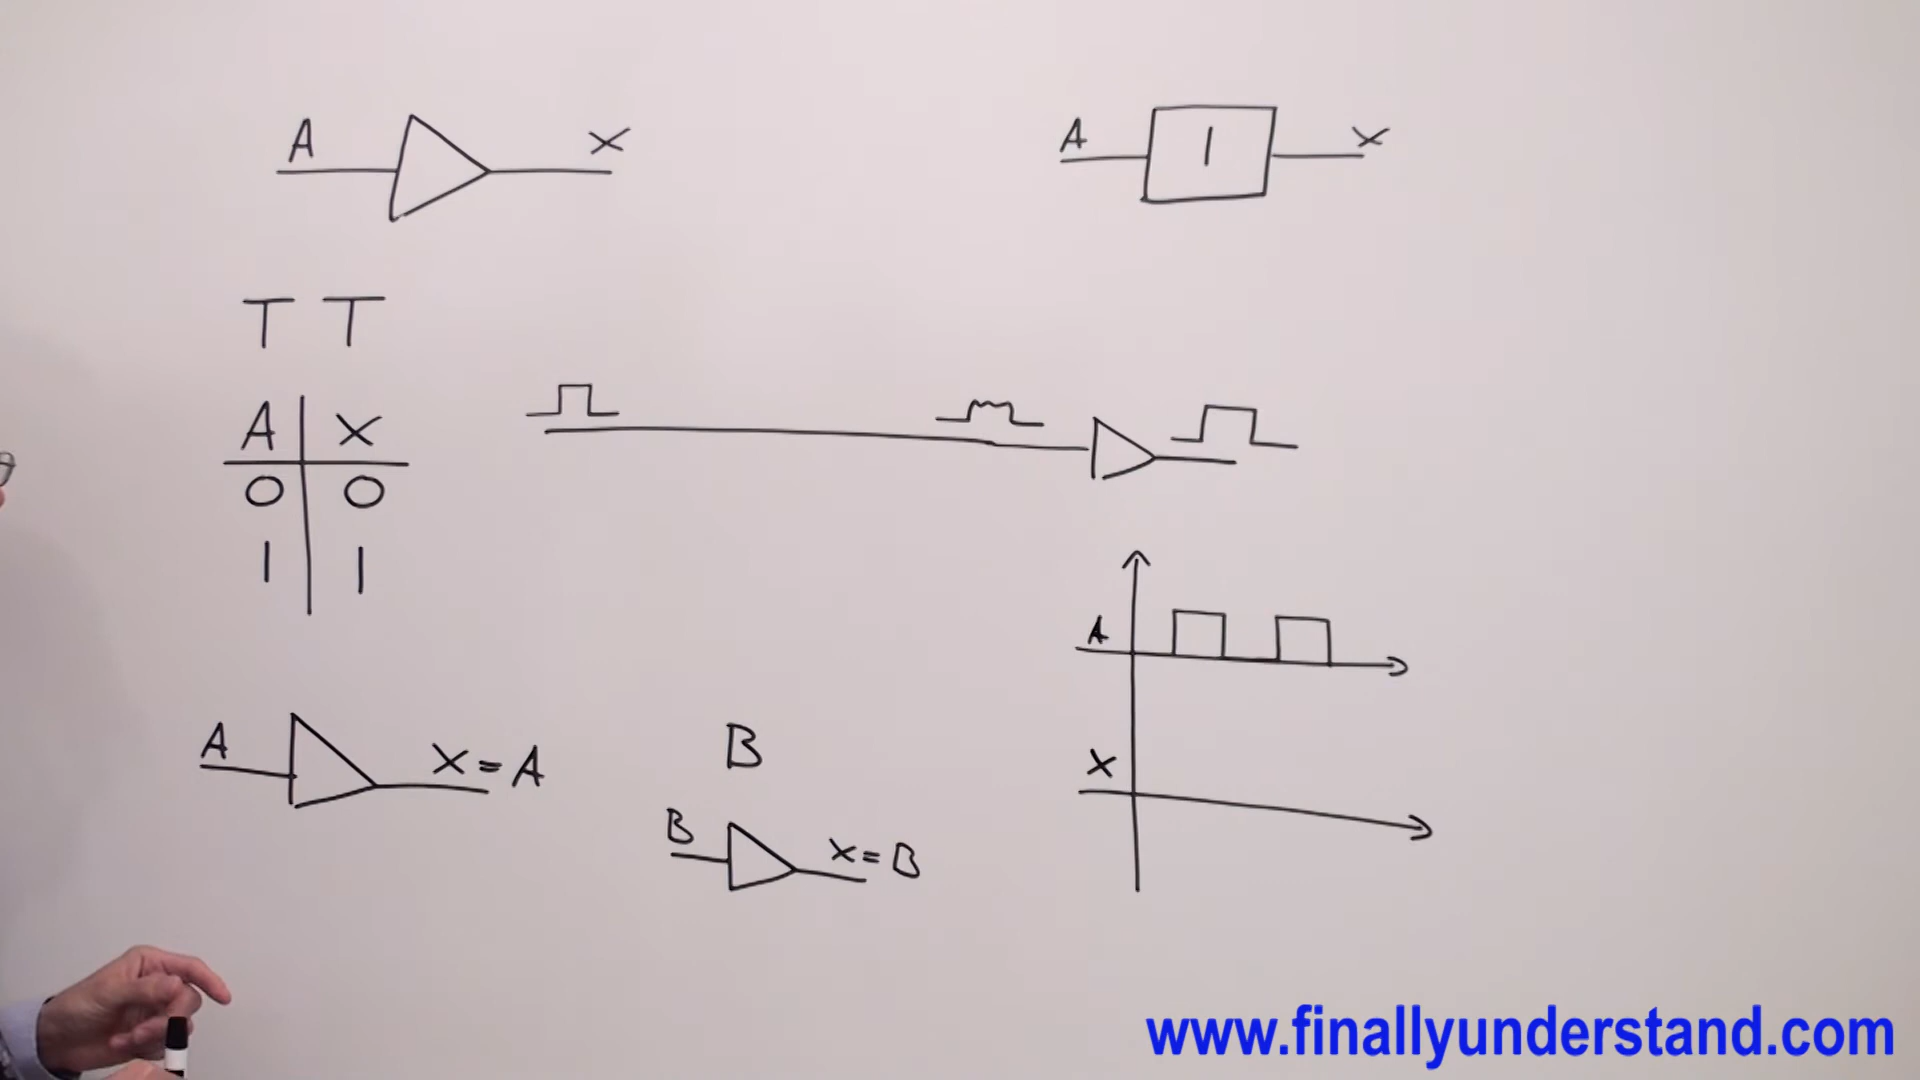 A X
A 1 X
T T
A X
0 0
1 1
A
X
A X = A
B
B X = B
www.finallyunderstand.com